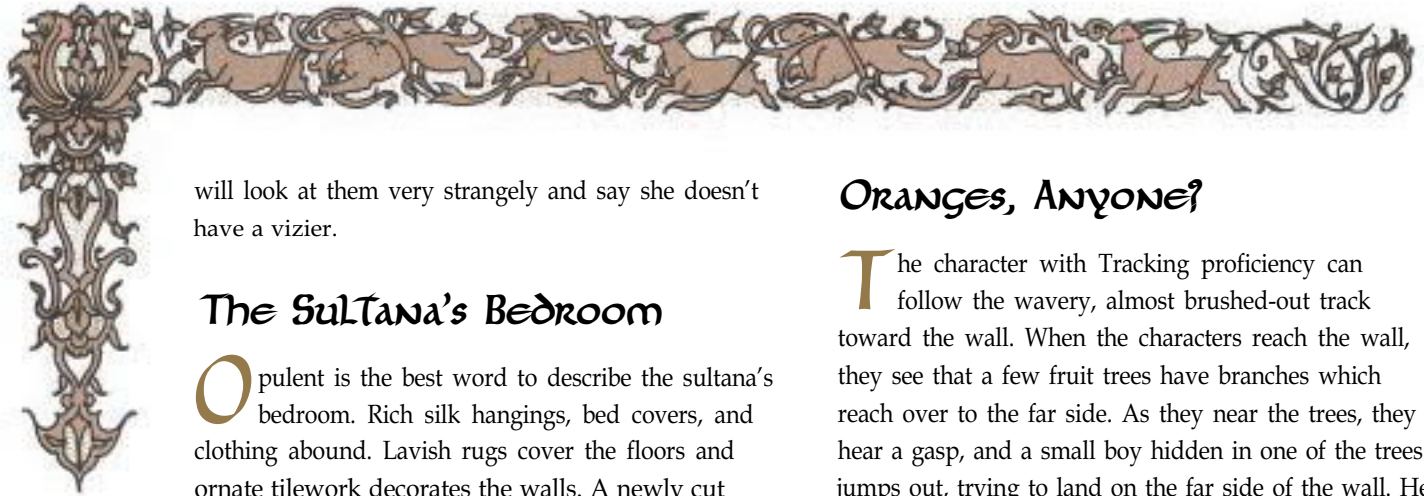 will look at them very strangely and say she doesn’t
have a vizier.
The Sultana’s Bedroom
Opulent is the best word to describe the sultana’s
bedroom. Rich silk hangings, bed covers, and
clothing abound. Lavish rugs cover the floors and
ornate tilework decorates the walls. A newly cut
Oranges, Anyone?
The character with Tracking proficiency can
follow the wavery, almost brushed-out track
toward the wall. When the characters reach the wall,
they see that a few fruit trees have branches which
reach over to the far side. As they near the trees, they
hear a gasp, and a small boy hidden in one of the trees
jumps out, trying to land on the far side of the wall. He